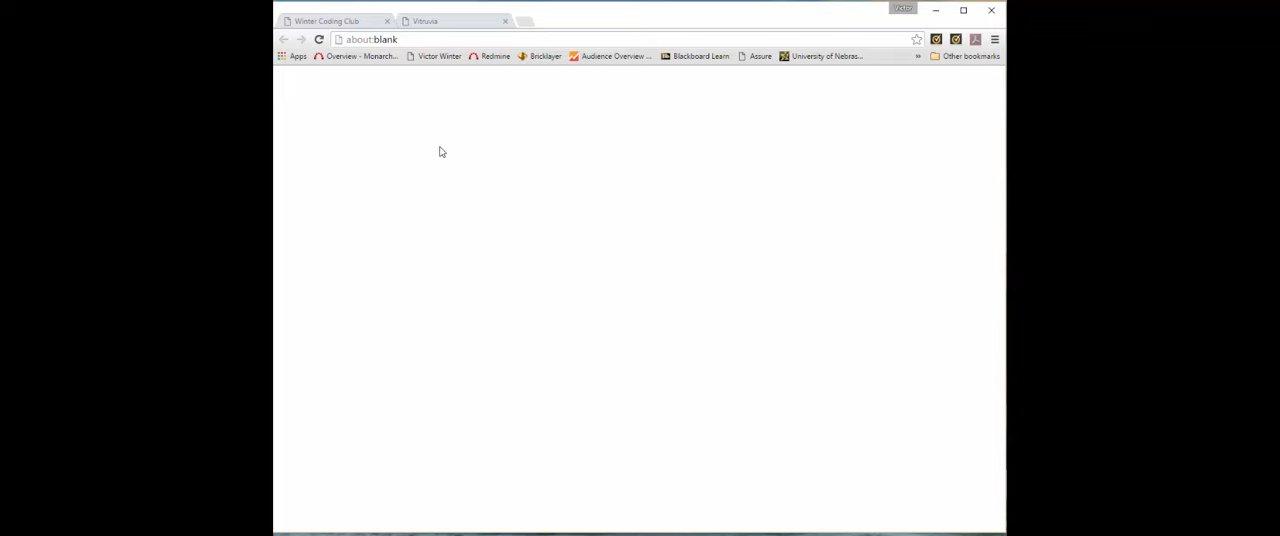 Victor
Winter Coding Club Vitruvia
about:blank
Apps Overview - Monarch... Victor Winter Redmine Bricklayer Audience Overview ... Blackboard Learn Assure University of Nebras... » Other bookmarks